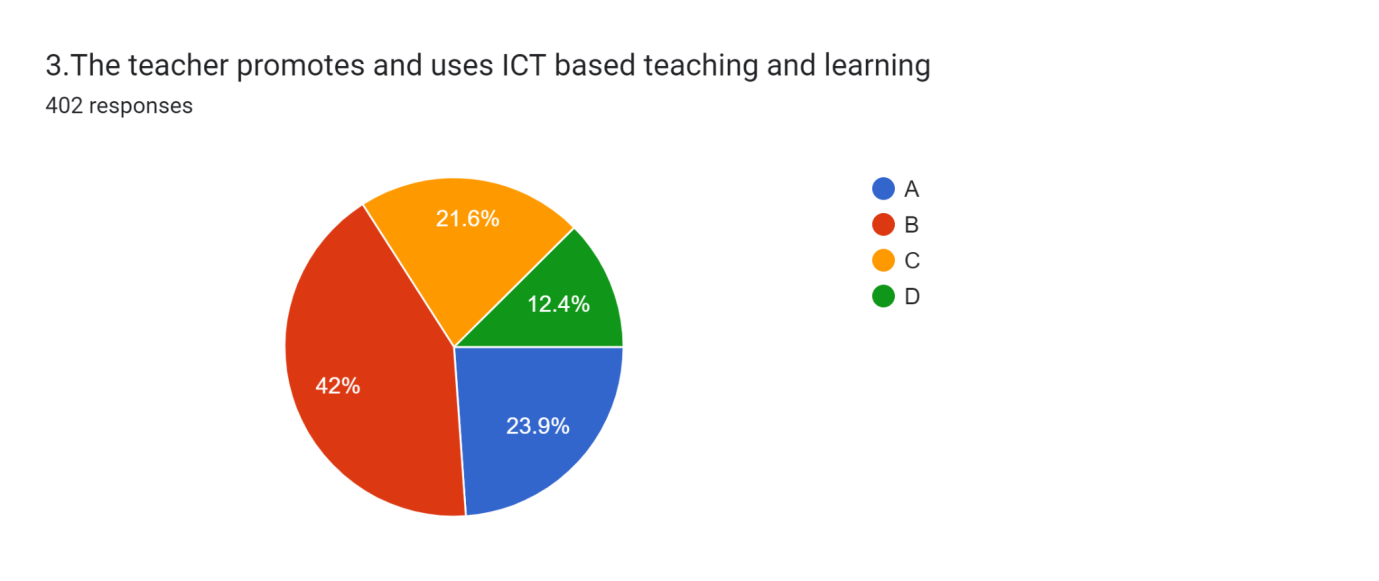 3.The teacher promotes and uses ICT based teaching and learning
402 responses
21.6%
12.4%
42%
23.9%
A
B
C
D